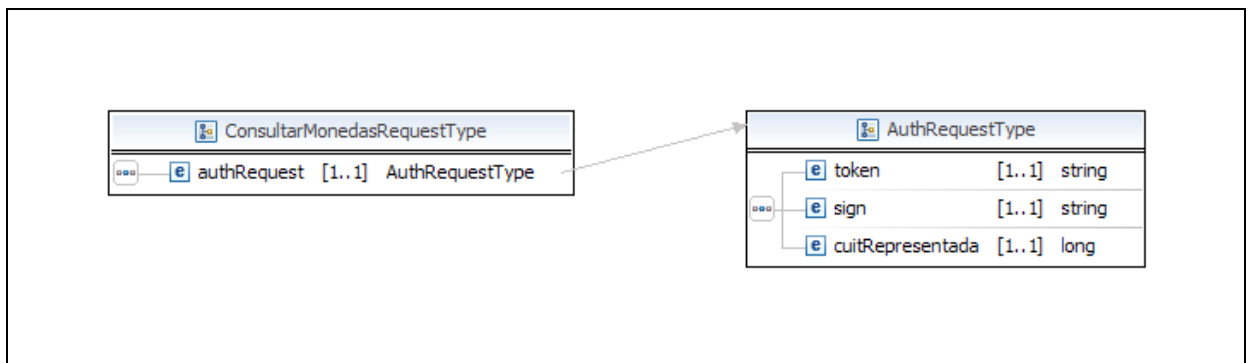 ConsultarMonedasRequestType
e authRequest [1..1] AuthRequestType
AuthRequestType
e token [1..1] string
e sign [1..1] string
e cuitRepresentada [1..1] long